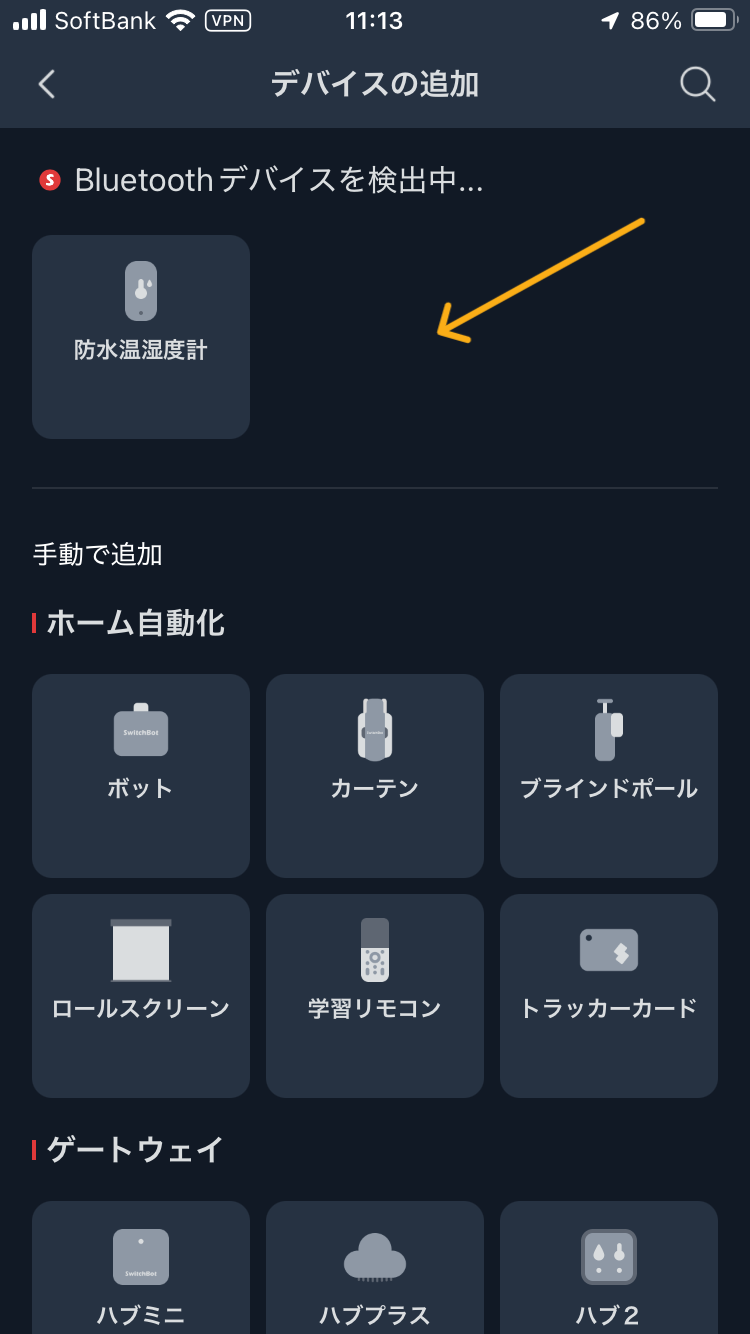 SoftBank VPN 11:13 86%
デバイスの追加
S Bluetoothデバイスを検出中...
防水温湿度計
手動で追加
ホーム自動化
SwitchBot
ボット カーテン ブラインドポール
ロールスクリーン 学習リモコン トラッカーカード
ゲートウェイ
SwitchBot
ハブミニ ハブプラス ハブ2